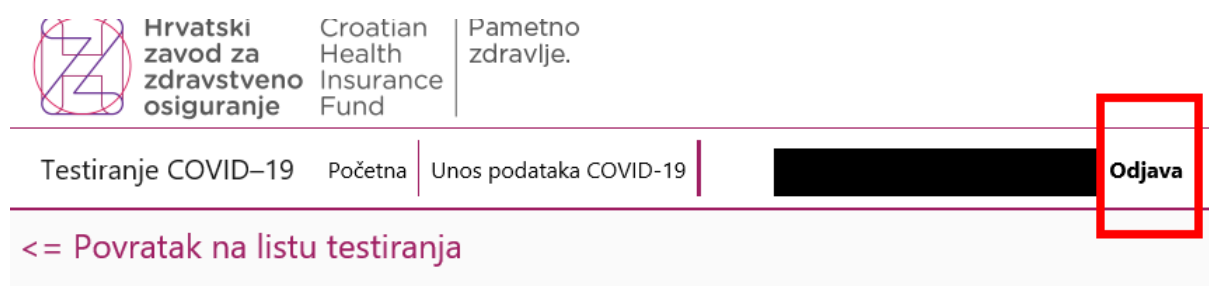 Hrvatski
zavod za
zdravstveno
osiguranje
Croatian
Health
Insurance
Fund
Pametno
zdravlje.
Testiranje COVID–19 Početna Unos podataka COVID-19 Odjava
<= Povratak na listu testiranja